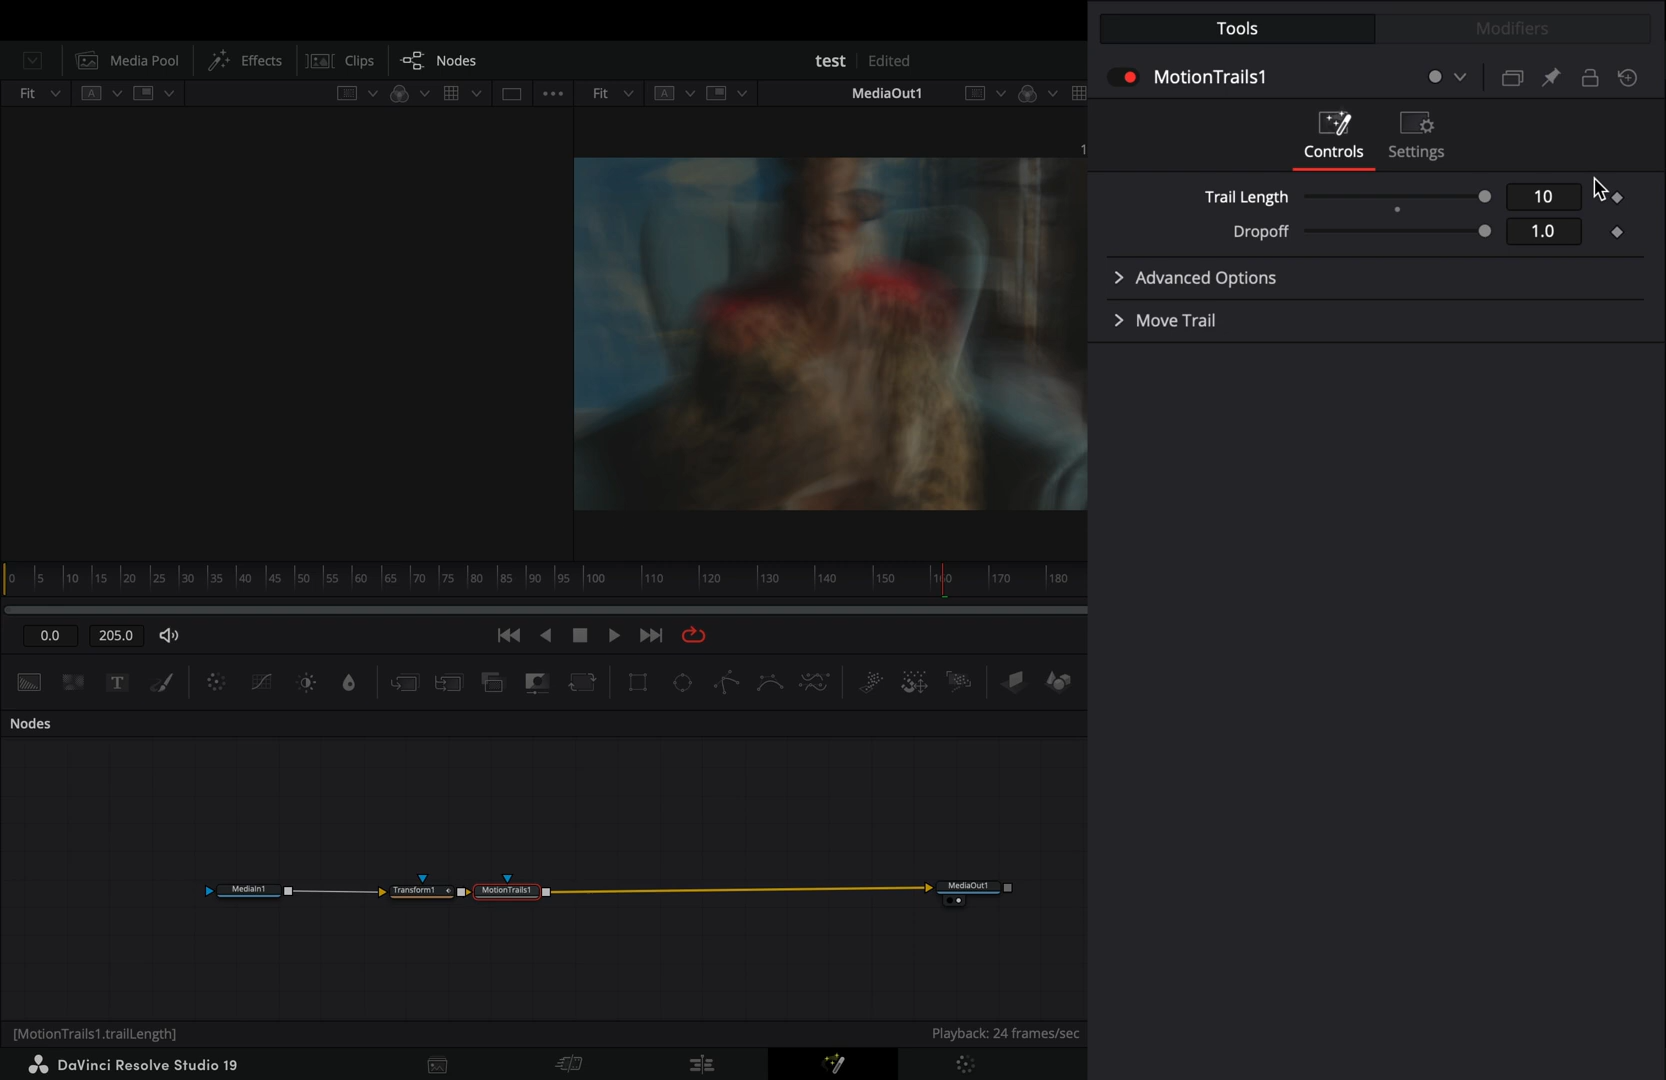 Tools
Modifiers
Media Pool
Effects
Clips
Nodes
test
Edited
MotionTrails1
Fit
A
Fit
A
MediaOut1
Controls
Settings
1
Trail Length
10
Dropoff
1.0
Advanced Options
Move Trail
0 5 10 15 20 25 30 35 40 45 50 55 60 65 70 75 80 85 90 95 100 110 120 130 140 150 160 170 180
0.0
205.0
T
Nodes
MediaIn1
Transform1
MotionTrails1
MediaOut1
[MotionTrails1.trailLength]
Playback: 24 frames/sec
DaVinci Resolve Studio 19